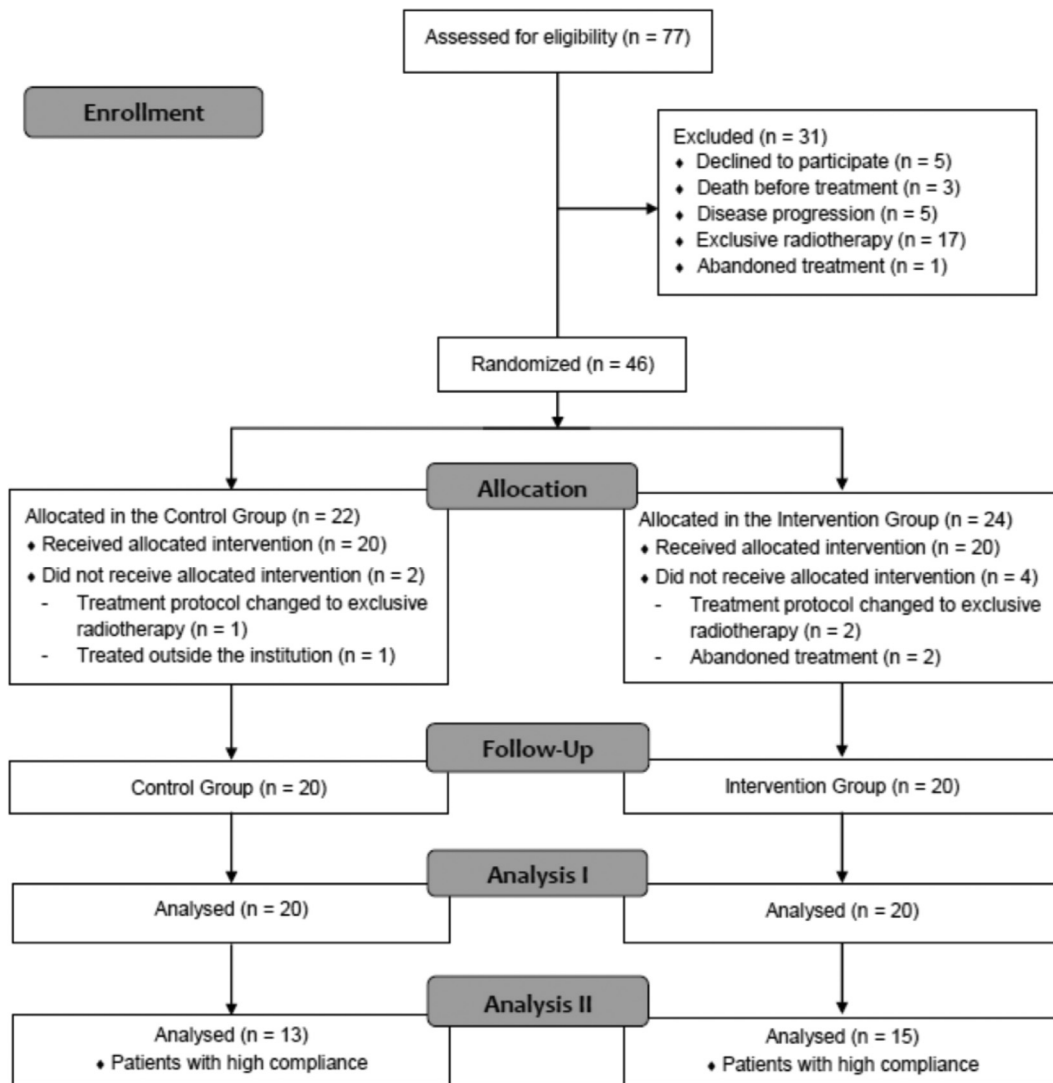 Assessed for eligibility (n = 77)
Enrollment
Excluded (n = 31)
♦ Declined to participate (n = 5)
♦ Death before treatment (n = 3)
♦ Disease progression (n = 5)
♦ Exclusive radiotherapy (n = 17)
♦ Abandoned treatment (n = 1)
Randomized (n = 46)
Allocation
Allocated in the Control Group (n = 22)
♦ Received allocated intervention (n = 20)
♦ Did not receive allocated intervention (n = 2)
- Treatment protocol changed to exclusive
radiotherapy (n = 1)
- Treated outside the institution (n = 1)
Allocated in the Intervention Group (n = 24)
♦ Received allocated intervention (n = 20)
♦ Did not receive allocated intervention (n = 4)
- Treatment protocol changed to exclusive
radiotherapy (n = 2)
- Abandoned treatment (n = 2)
Follow-Up
Control Group (n = 20)
Intervention Group (n = 20)
Analysis I
Analysed (n = 20)
Analysed (n = 20)
Analysis II
Analysed (n = 13)
♦ Patients with high compliance
Analysed (n = 15)
♦ Patients with high compliance